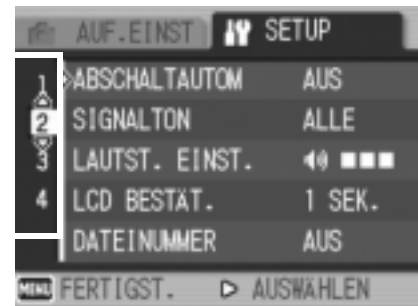 AUF.EINST SETUP
1 ABSCHALTAUTOM AUS
2 SIGNALTON ALLE
3 LAUTST. EINST.
4 LCD BESTÄT. 1 SEK.
DATEINUMMER AUS
MENU FERTIGST. AUSWÄHLEN